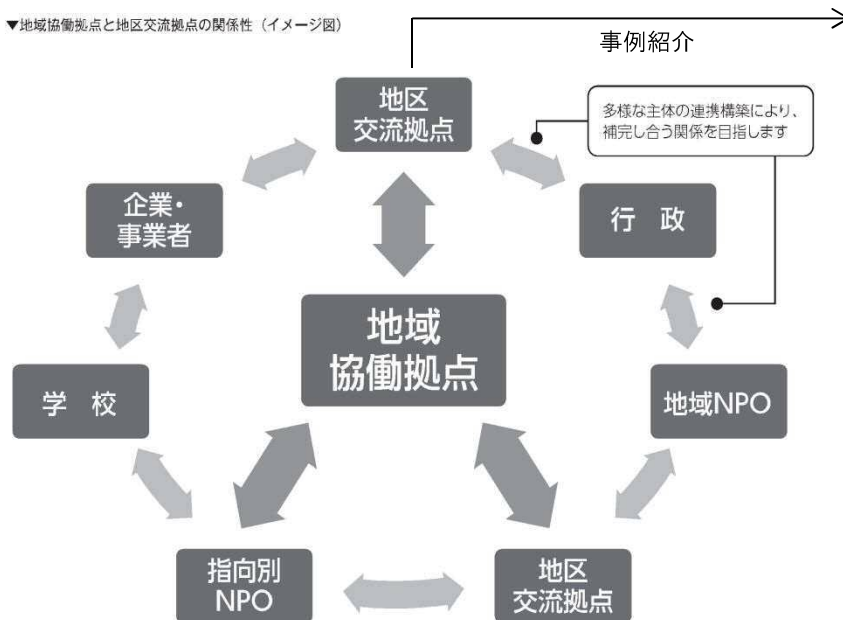 ▼地域協働拠点と地区交流拠点の関係性（イメージ図）
事例紹介
地区
交流拠点
多様な主体の連携構築により、
補完し合う関係を目指します
企業・
事業者
行 政
地域
協働拠点
学 校
地域NPO
指向別
NPO
地区
交流拠点